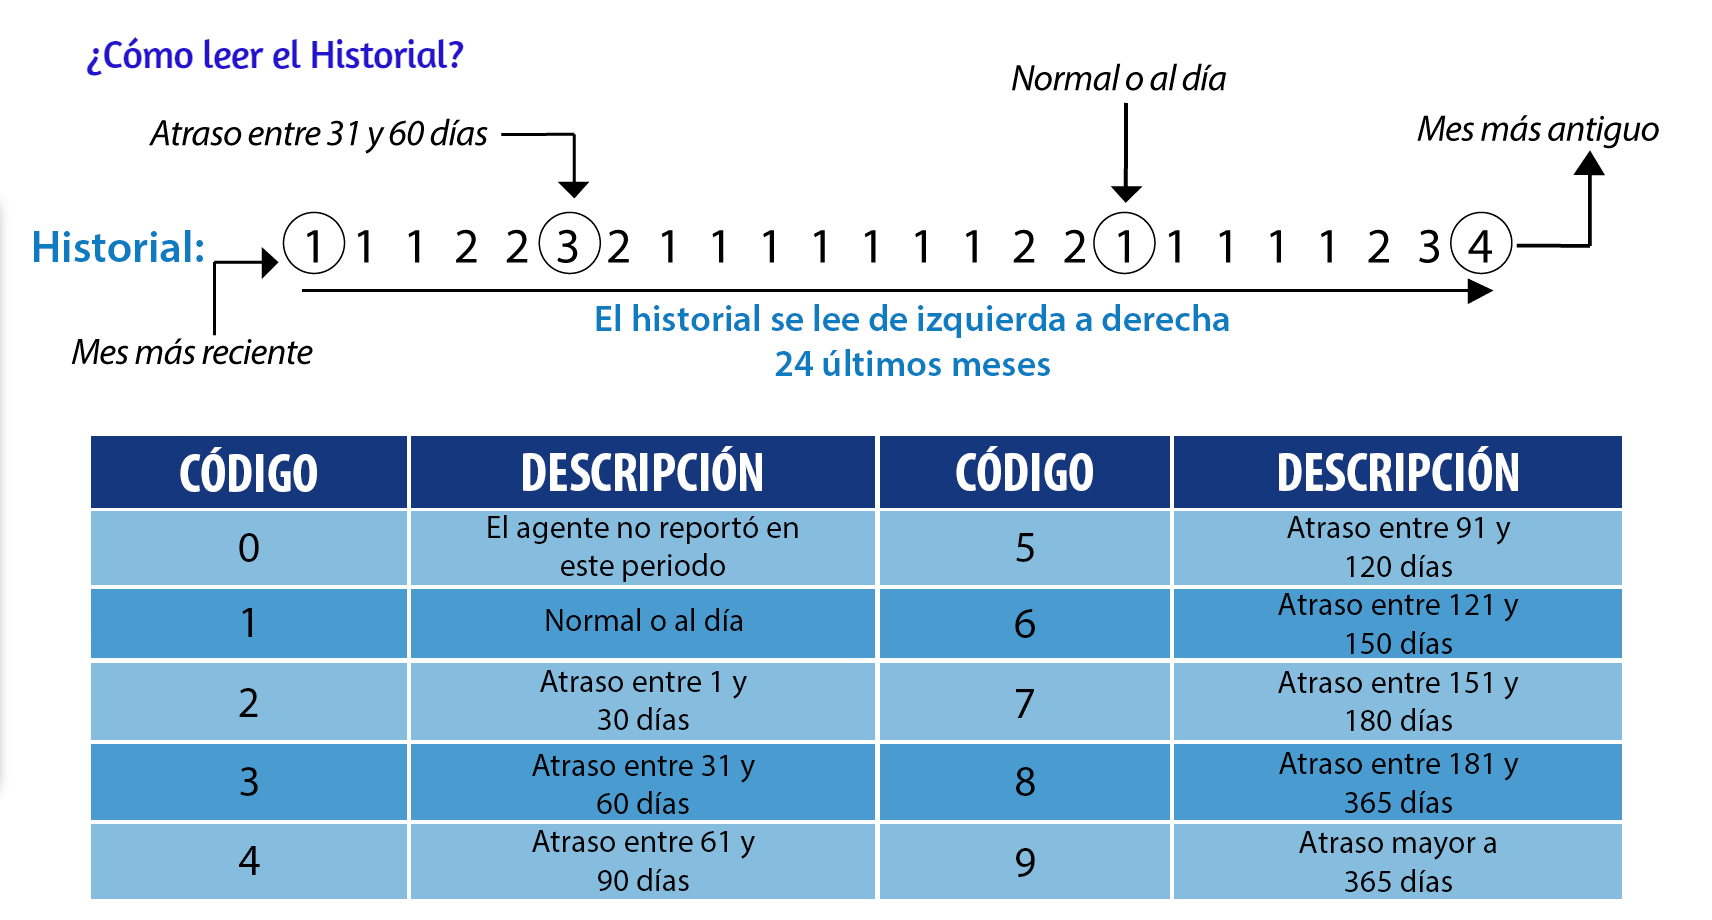 ¿Cómo leer el Historial?
Normal o al día
Atraso entre 31 y 60 días
Mes más antiguo
Historial: 1 1 1 2 2 3 2 1 1 1 1 1 1 1 2 2 1 1 1 1 1 2 3 4
El historial se lee de izquierda a derecha
Mes más reciente
24 últimos meses
CÓDIGO DESCRIPCIÓN CÓDIGO DESCRIPCIÓN
0 El agente no reportó en este periodo 5 Atraso entre 91 y 120 días
1 Normal o al día 6 Atraso entre 121 y 150 días
2 Atraso entre 1 y 30 días 7 Atraso entre 151 y 180 días
3 Atraso entre 31 y 60 días 8 Atraso entre 181 y 365 días
4 Atraso entre 61 y 90 días 9 Atraso mayor a 365 días